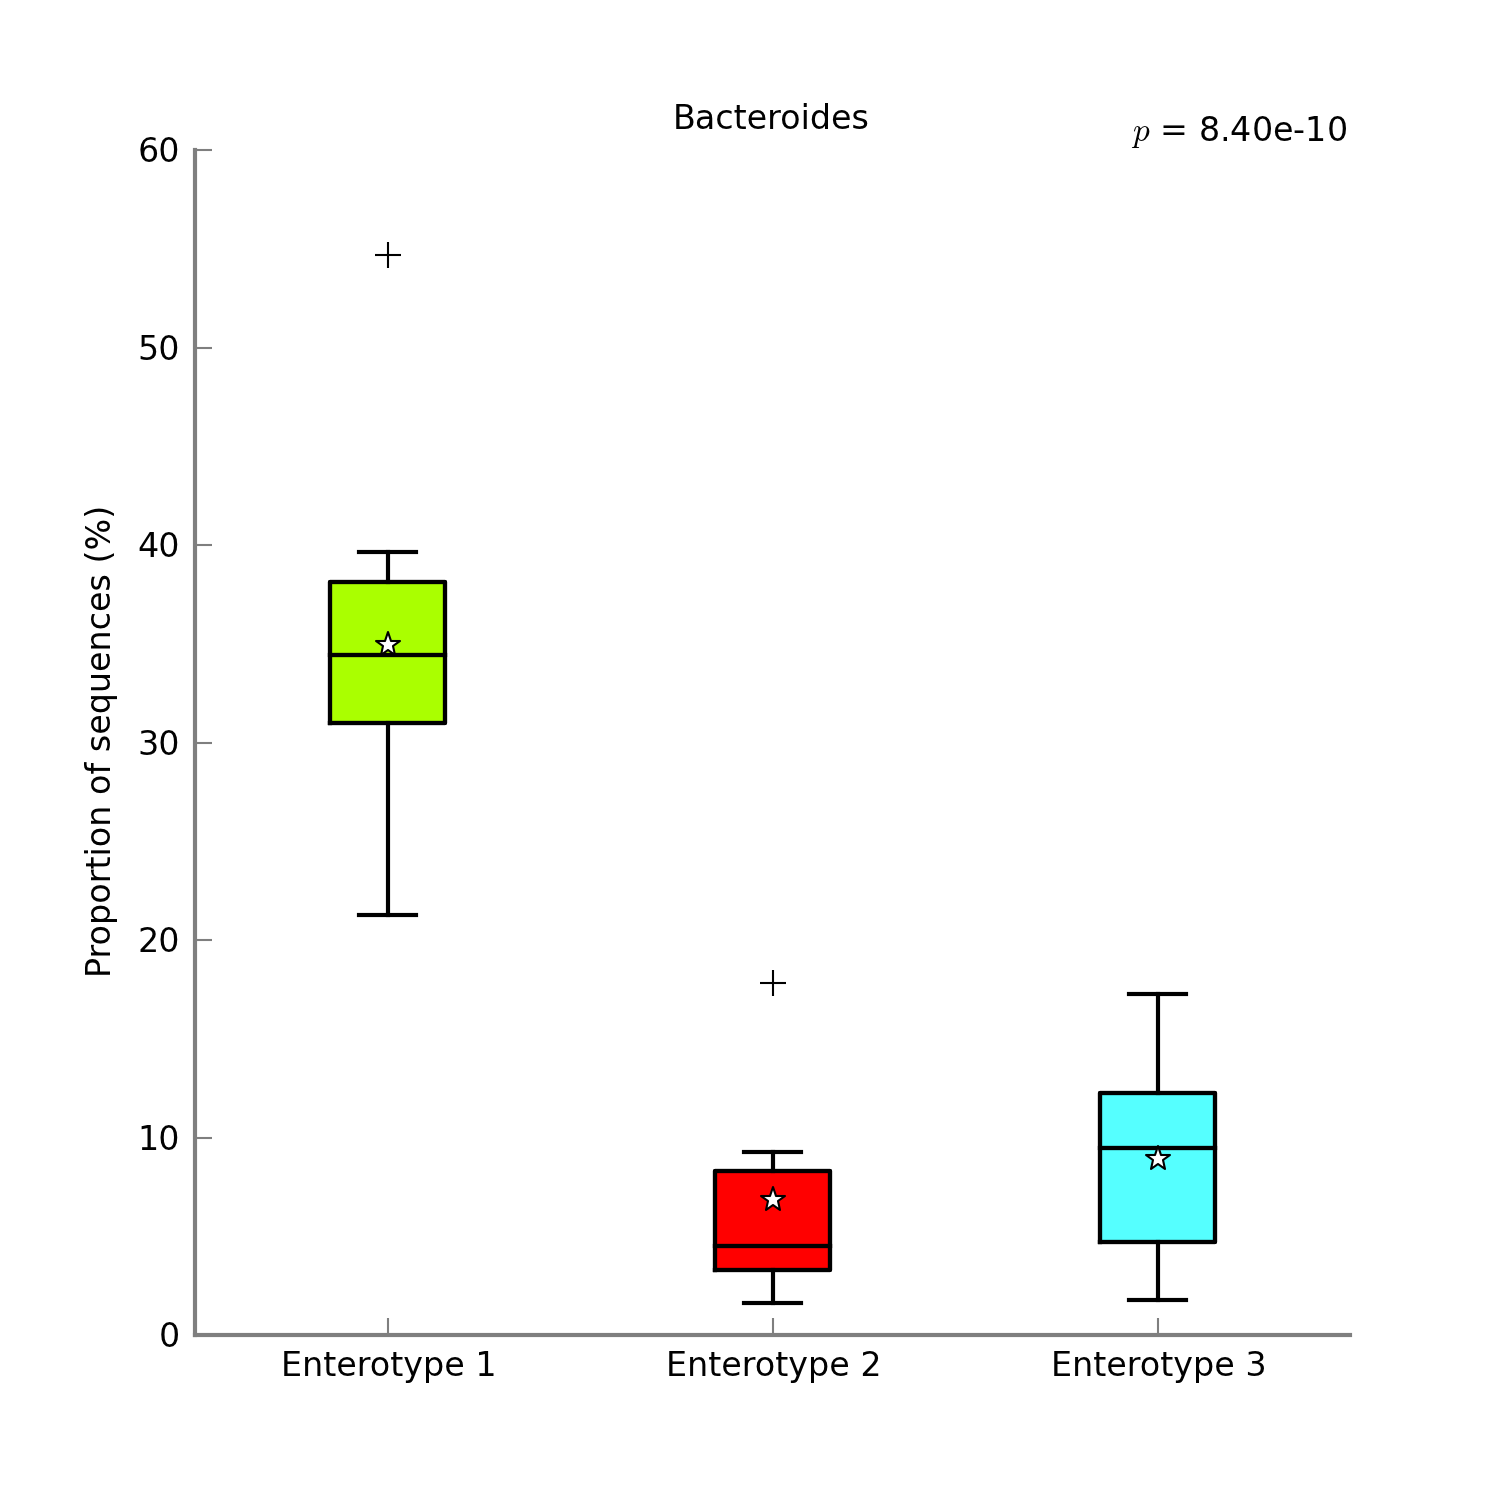 Bacteroides
p = 8.40e-10
60
50
40
30
20
10
0
Proportion of sequences (%)
Enterotype 1
Enterotype 2
Enterotype 3